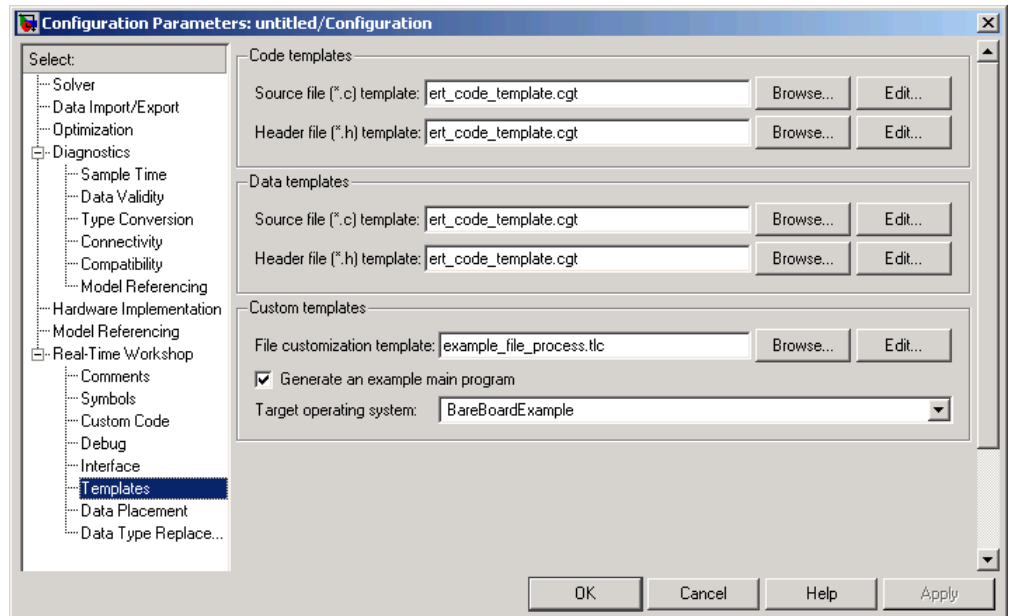 Configuration Parameters: untitled/Configuration
Select:
Solver
Data Import/Export
Optimization
Diagnostics
Sample Time
Data Validity
Type Conversion
Connectivity
Compatibility
Model Referencing
Hardware Implementation
Model Referencing
Real-Time Workshop
Comments
Symbols
Custom Code
Debug
Interface
Templates
Data Placement
Data Type Replace...
Code templates
Source file (*.c) template: ert_code_template.cgt Browse... Edit...
Header file (*.h) template: ert_code_template.cgt Browse... Edit...
Data templates
Source file (*.c) template: ert_code_template.cgt Browse... Edit...
Header file (*.h) template: ert_code_template.cgt Browse... Edit...
Custom templates
File customization template: example_file_process.tlc Browse... Edit...
Generate an example main program
Target operating system: BareBoardExample
OK Cancel Help Apply